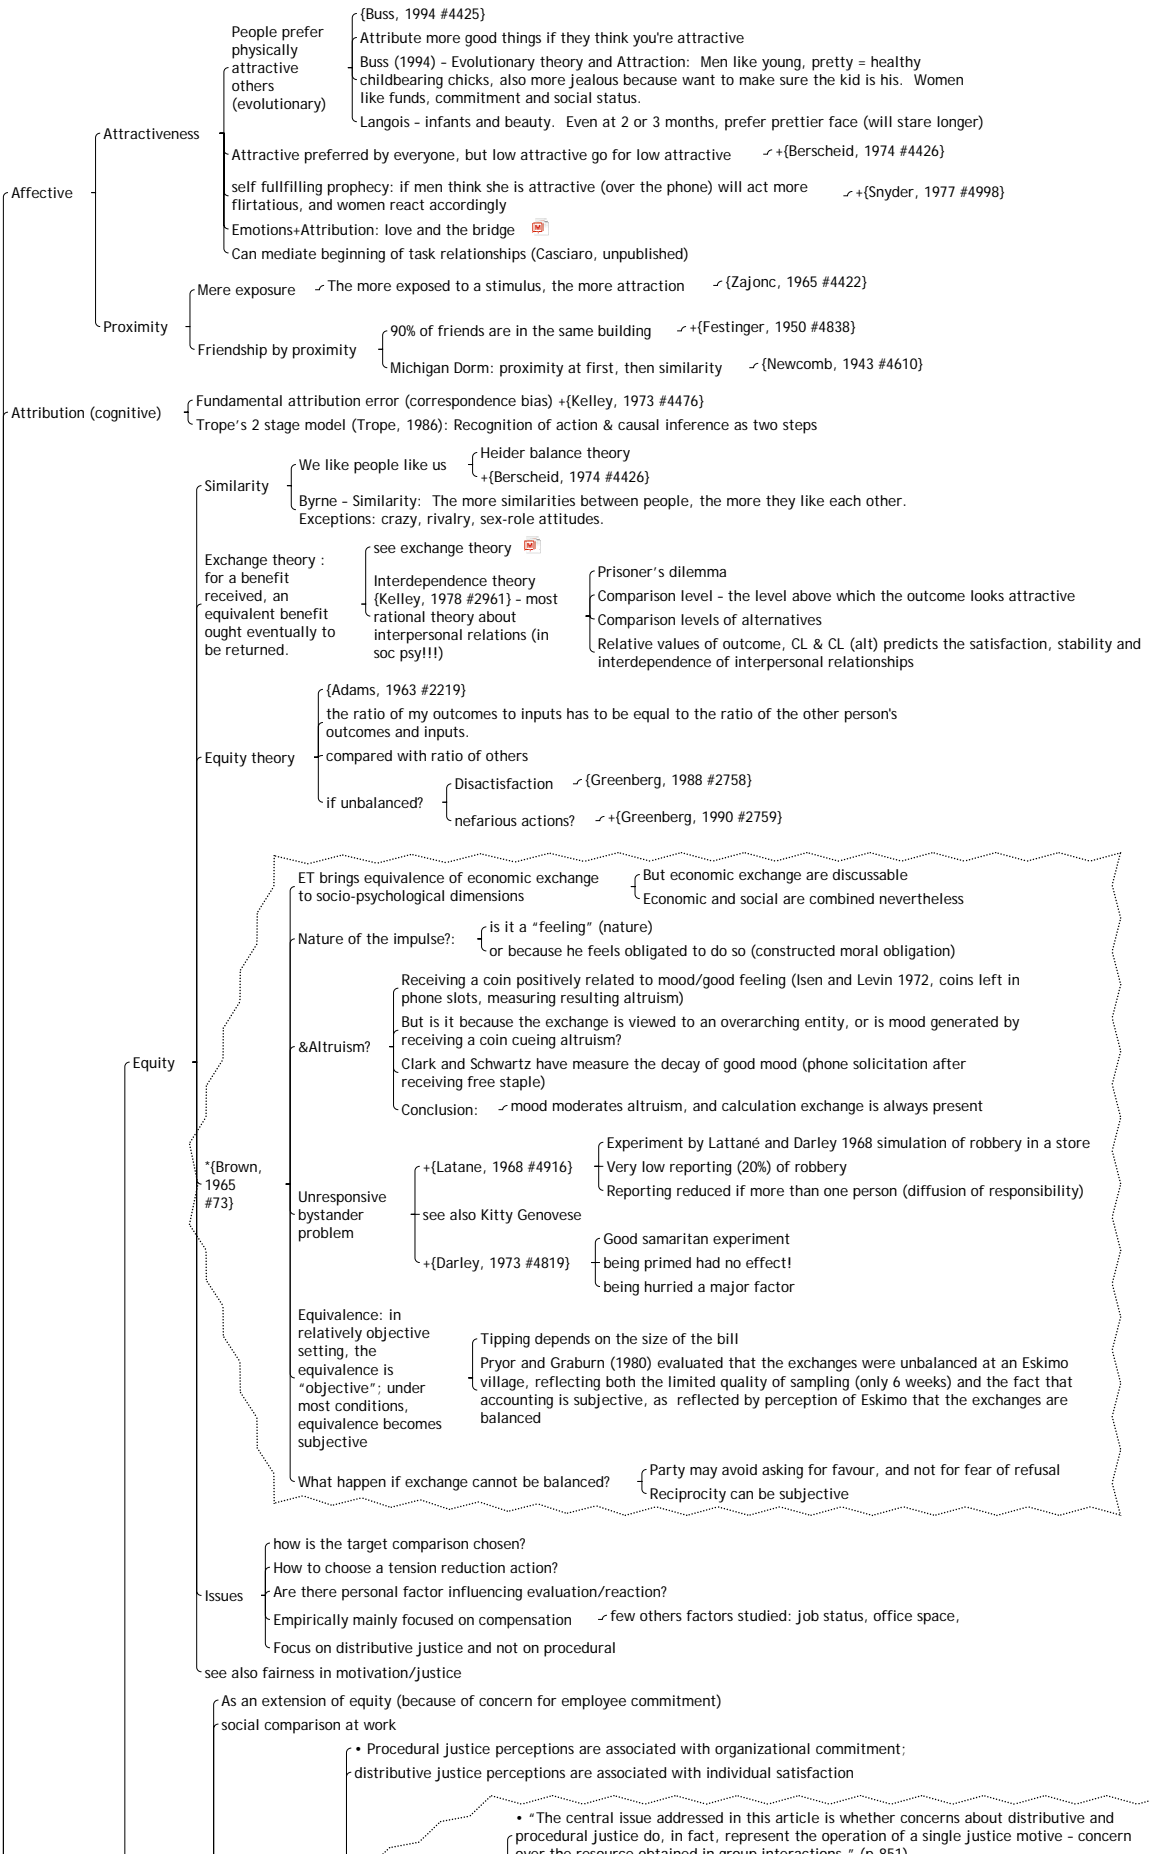 {Buss, 1994 #4425}
People prefer
physically
attractive
others
(evolutionary)
Attribute more good things if they think you're attractive
Buss (1994) – Evolutionary theory and Attraction:  Men like young, pretty = healthy
childbearing chicks, also more jealous because want to make sure the kid is his.  Women
like funds, commitment and social status.
Langois – infants and beauty.  Even at 2 or 3 months, prefer prettier face (will stare longer)
Attractiveness
Attractive preferred by everyone, but low attractive go for low attractive
+{Berscheid, 1974 #4426}
Affective
self fullfilling prophecy: if men think she is attractive (over the phone) will act more
flirtatious, and women react accordingly
+{Snyder, 1977 #4998}
Emotions+Attribution: love and the bridge
Can mediate beginning of task relationships (Casciaro, unpublished)
Mere exposure
The more exposed to a stimulus, the more attraction
{Zajonc, 1965 #4422}
Proximity
Friendship by proximity
90% of friends are in the same building
+{Festinger, 1950 #4838}
Michigan Dorm: proximity at first, then similarity
{Newcomb, 1943 #4610}
Attribution (cognitive)
Fundamental attribution error (correspondence bias) +{Kelley, 1973 #4476}
Trope's 2 stage model (Trope, 1986): Recognition of action & causal inference as two steps
Similarity
We like people like us
Heider balance theory
+{Berscheid, 1974 #4426}
Byrne – Similarity:  The more similarities between people, the more they like each other.
Exceptions: crazy, rivalry, sex-role attitudes.
Exchange theory :
for a benefit
received, an
equivalent benefit
ought eventually to
be returned.
see exchange theory
Interdependence theory
{Kelley, 1978 #2961} – most
rational theory about
interpersonal relations (in
soc psy!!!)
Prisoner's dilemma
Comparison level – the level above which the outcome looks attractive
Comparison levels of alternatives
Relative values of outcome, CL & CL (alt) predicts the satisfaction, stability and
interdependence of interpersonal relationships
Equity theory
{Adams, 1963 #2219}
the ratio of my outcomes to inputs has to be equal to the ratio of the other person's
outcomes and inputs.
compared with ratio of others
if unbalanced?
Disactisfaction
{Greenberg, 1988 #2758}
nefarious actions?
+{Greenberg, 1990 #2759}
Equity
*{Brown,
1965
#73}
ET brings equivalence of economic exchange
to socio-psychological dimensions
But economic exchange are discussable
Economic and social are combined nevertheless
Nature of the impulse?:
is it a “feeling” (nature)
or because he feels obligated to do so (constructed moral obligation)
&Altruism?
Receiving a coin positively related to mood/good feeling (Isen and Levin 1972, coins left in
phone slots, measuring resulting altruism)
But is it because the exchange is viewed to an overarching entity, or is mood generated by
receiving a coin cueing altruism?
Clark and Schwartz have measure the decay of good mood (phone solicitation after
receiving free staple)
Conclusion:
mood moderates altruism, and calculation exchange is always present
Unresponsive
bystander
problem
+{Latane, 1968 #4916}
Experiment by Lattané and Darley 1968 simulation of robbery in a store
Very low reporting (20%) of robbery
Reporting reduced if more than one person (diffusion of responsibility)
see also Kitty Genovese
+{Darley, 1973 #4819}
Good samaritan experiment
being primed had no effect!
being hurried a major factor
Equivalence: in
relatively objective
setting, the
equivalence is
“objective”; under
most conditions,
equivalence becomes
subjective
Tipping depends on the size of the bill
Pryor and Graburn (1980) evaluated that the exchanges were unbalanced at an Eskimo
village, reflecting both the limited quality of sampling (only 6 weeks) and the fact that
accounting is subjective, as  reflected by perception of Eskimo that the exchanges are
balanced
What happen if exchange cannot be balanced?
Party may avoid asking for favour, and not for fear of refusal
Reciprocity can be subjective
Issues
how is the target comparison chosen?
How to choose a tension reduction action?
Are there personal factor influencing evaluation/reaction?
Empirically mainly focused on compensation
few others factors studied: job status, office space,
Focus on distributive justice and not on procedural
see also fairness in motivation/justice
As an extension of equity (because of concern for employee commitment)
social comparison at work
• Procedural justice perceptions are associated with organizational commitment;
distributive justice perceptions are associated with individual satisfaction
• “The central issue addressed in this article is whether concerns about distributive and
procedural justice do, in fact, represent the operation of a single justice motive – concern
over the resource obtained in group interactions.” (p.851)